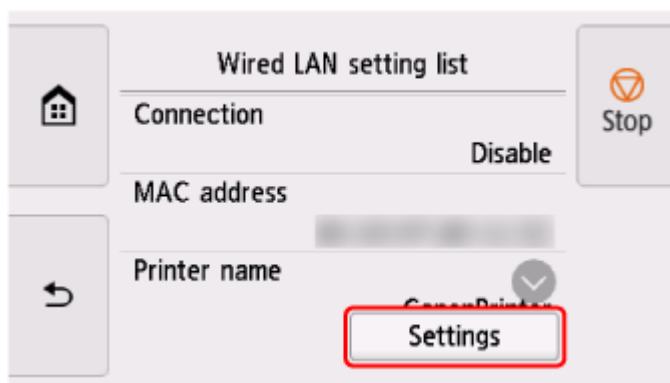 Wired LAN setting list
Stop
Connection
Disable
MAC address
Printer name
Settings